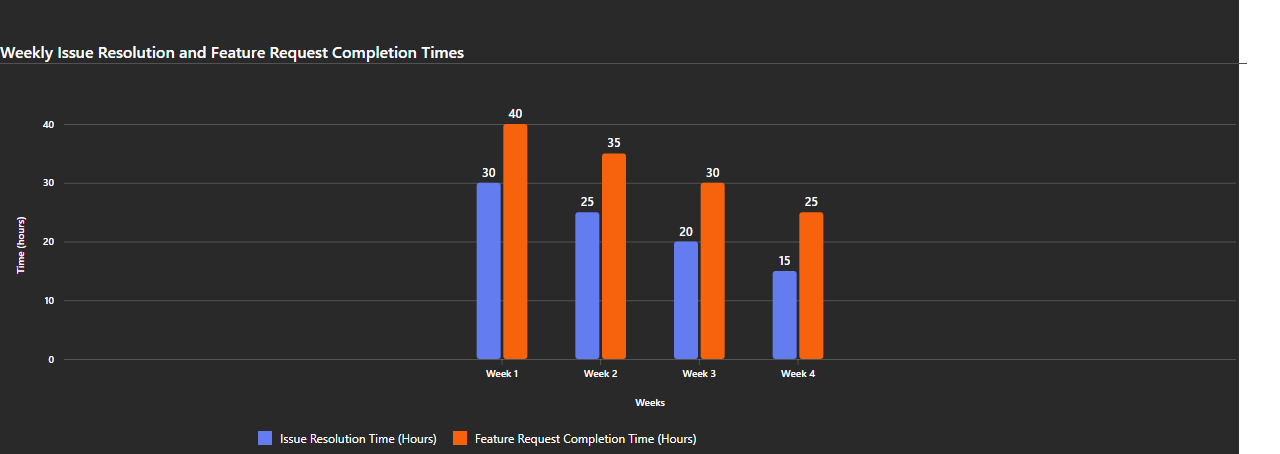 Weekly Issue Resolution and Feature Request Completion Times
40
40
35
30
30
30
25
25
20
20
15
10
0
Time (hours)
Week 1 Week 2 Week 3 Week 4
Weeks
Issue Resolution Time (Hours) Feature Request Completion Time (Hours)